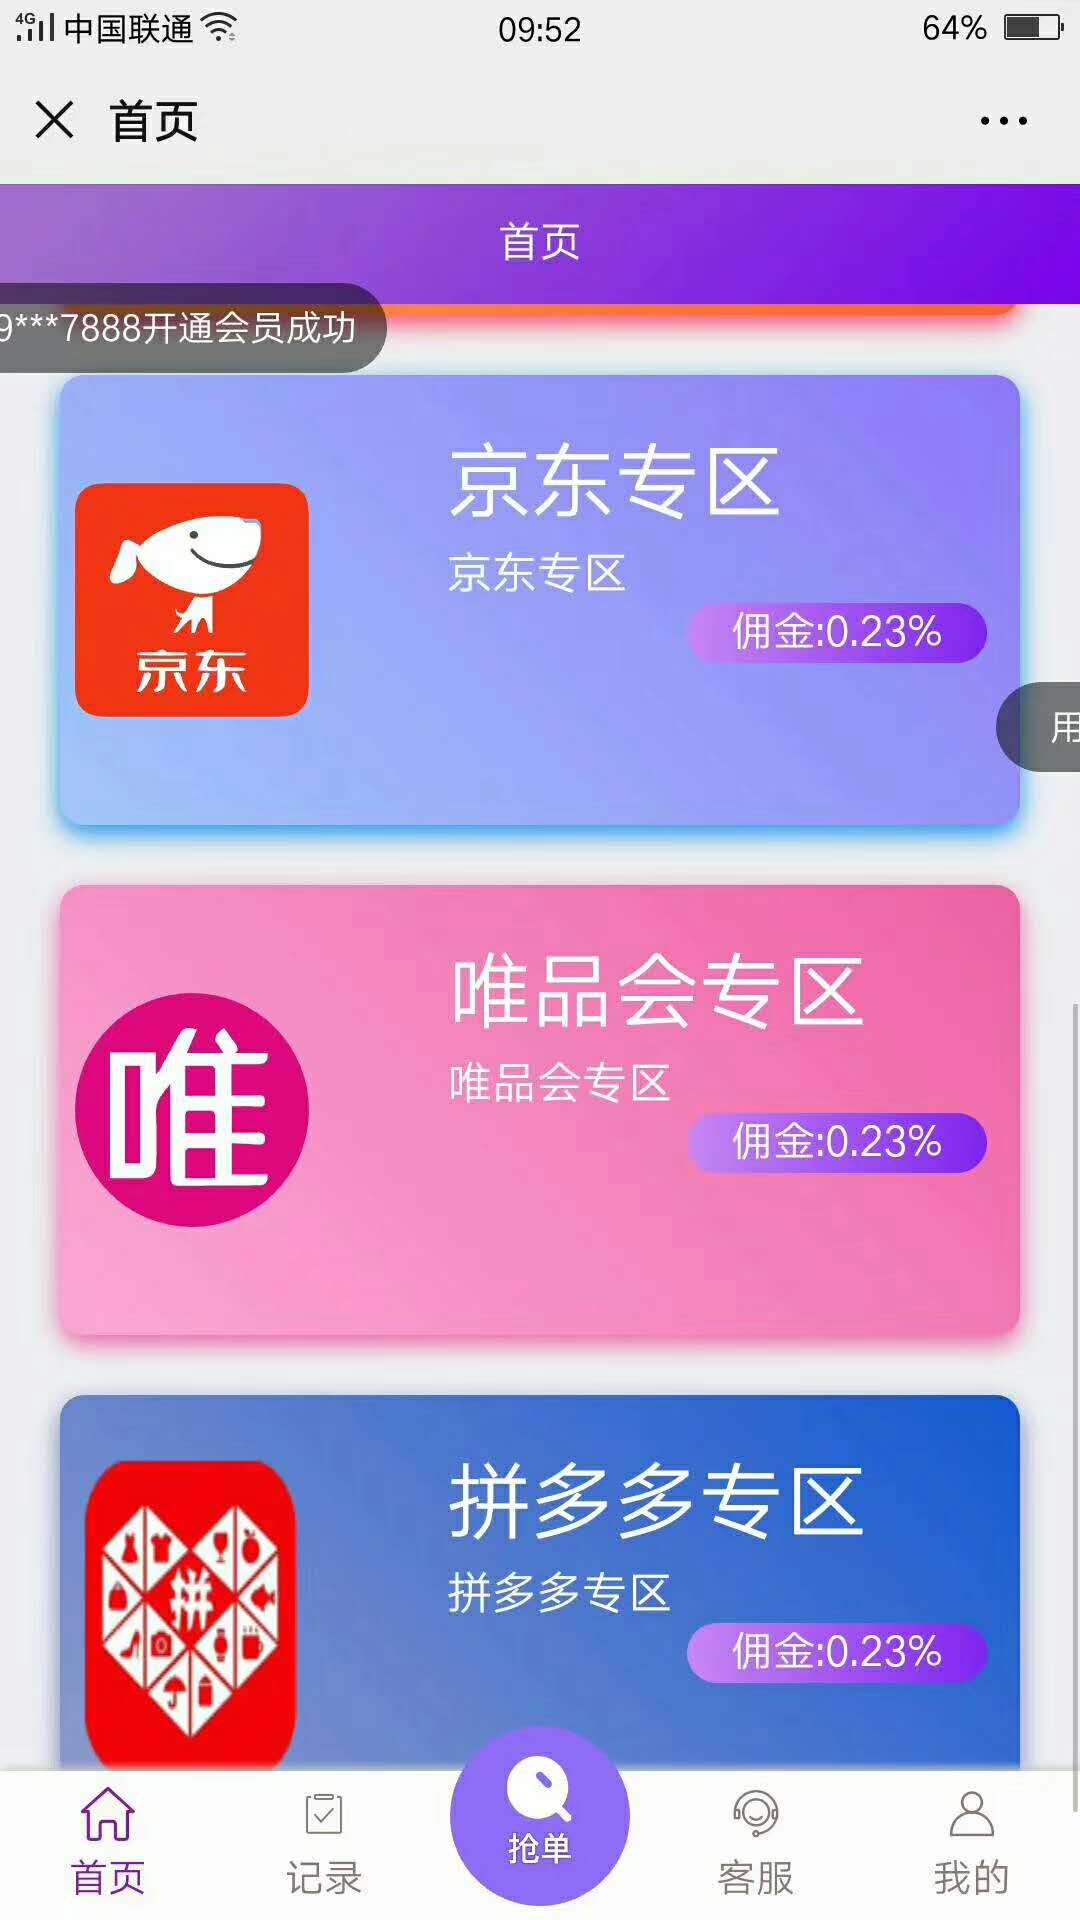 4G 中国联通 09:52 64%
首页
首页
9***7888开通会员成功
京东专区
京东专区
佣金:0.23%
京东
用
唯品会专区
唯品会专区
佣金:0.23%
唯
拼多多专区
拼多多专区
佣金:0.23%
拼
首页 记录 抢单 客服 我的